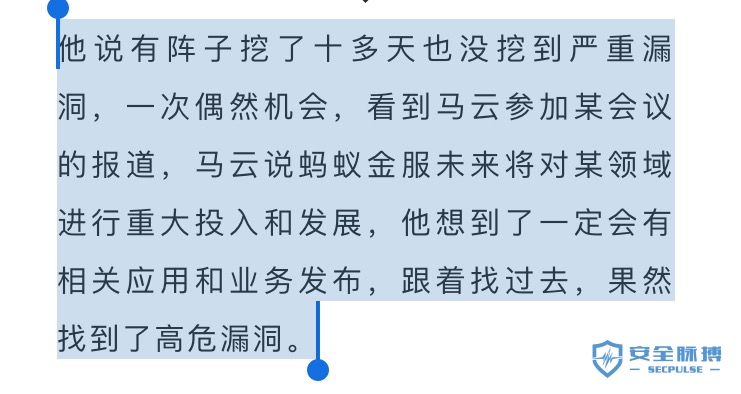 他说有阵子挖了十多天也没挖到严重漏
洞，一次偶然机会，看到马云参加某会议
的报道，马云说蚂蚁金服未来将对某领域
进行重大投入和发展，他想到了一定会有
相关应用和业务发布，跟着找过去，果然
找到了高危漏洞。
安全脉搏
SECPULSE